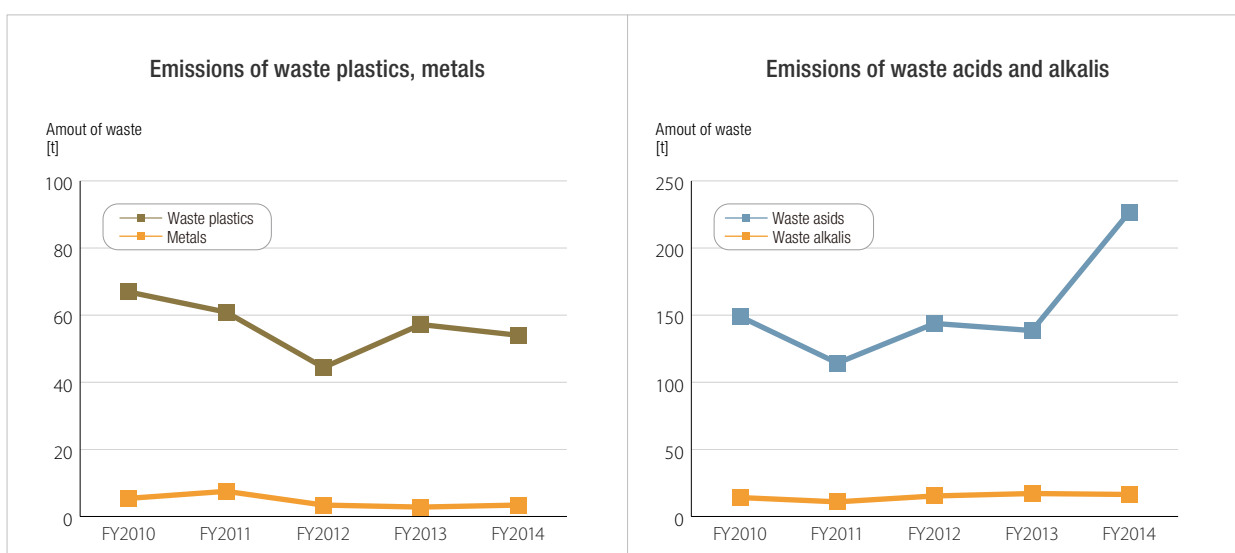 Emissions of waste plastics, metals
Amout of waste
[t]
100
80
60
40
20
0
Waste plastics
Metals
FY2010 FY2011 FY2012 FY2013 FY2014
Emissions of waste acids and alkalis
Amout of waste
[t]
250
200
150
100
50
0
Waste asids
Waste alkalis
FY2010 FY2011 FY2012 FY2013 FY2014